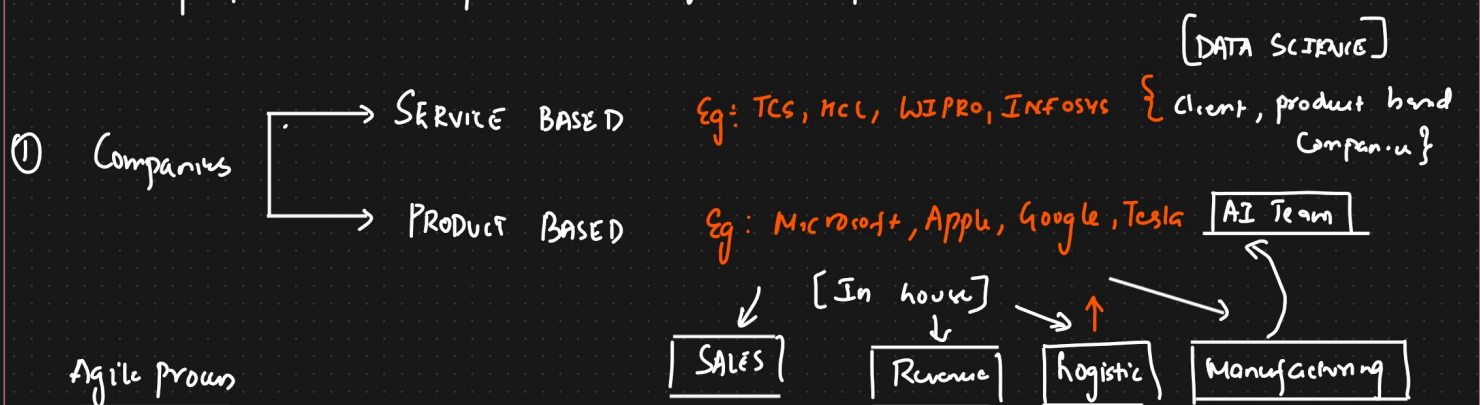 [DATA SCIENCE]
① Companies
SERVICE BASED Eg: TCS, HCL, WIPRO, INFOSYS { Client, product based
Companies }
PRODUCT BASED Eg: Microsoft, Apple, Google, Tesla AI Team
[In house]
SALES Revenue Logistic Manufacturing
Agile process